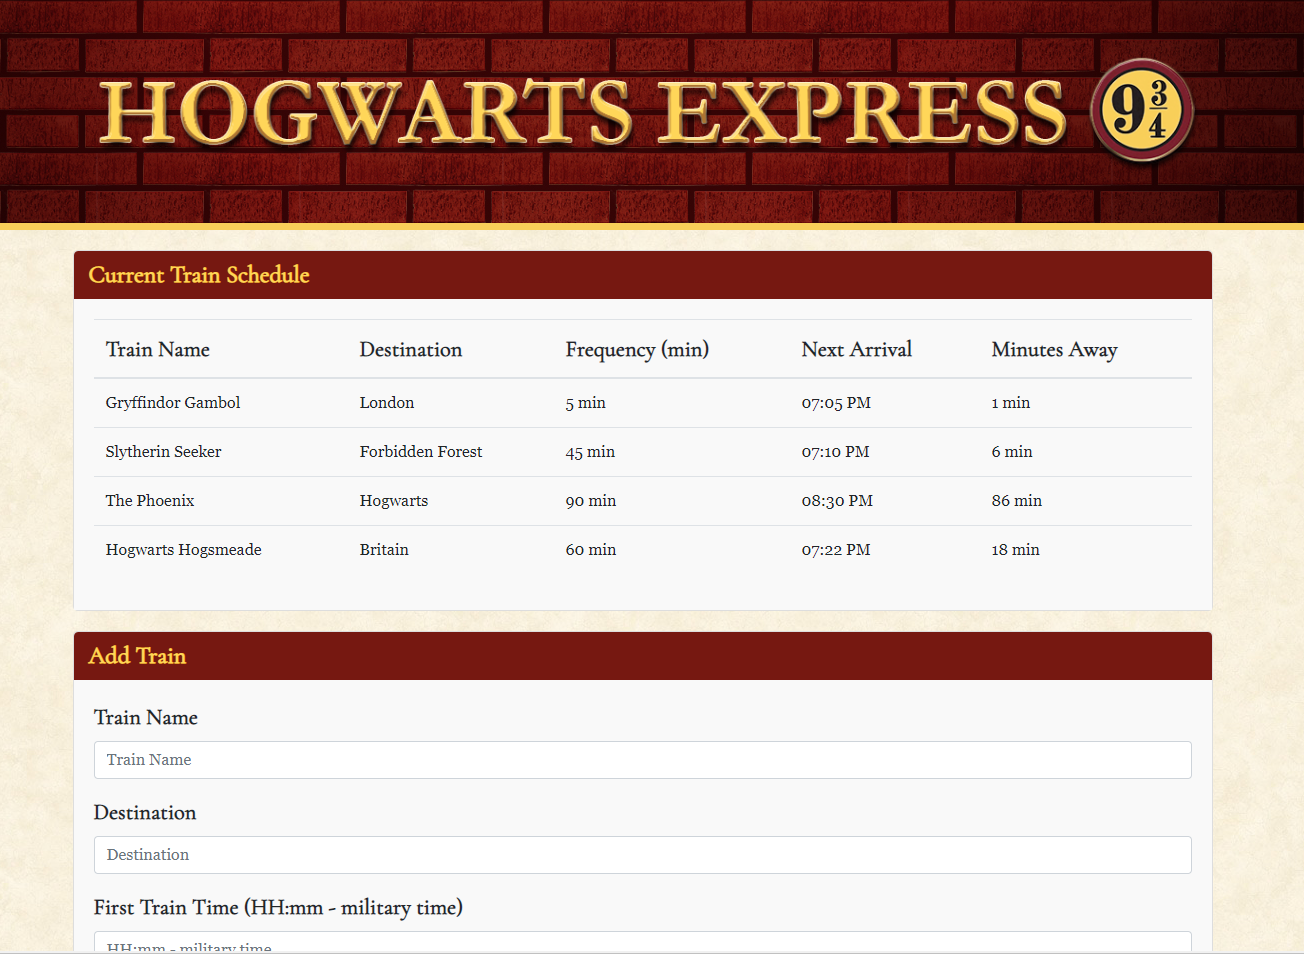 HOGWARTS EXPRESS 9 3/4
Current Train Schedule
Train Name Destination Frequency (min) Next Arrival Minutes Away
Gryffindor Gambol London 5 min 07:05 PM 1 min
Slytherin Seeker Forbidden Forest 45 min 07:10 PM 6 min
The Phoenix Hogwarts 90 min 08:30 PM 86 min
Hogwarts Hogsmeade Britain 60 min 07:22 PM 18 min
Add Train
Train Name
Train Name
Destination
Destination
First Train Time (HH:mm - military time)
HH:mm - military time